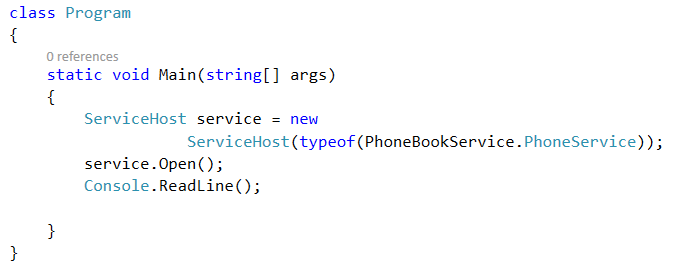 class Program
{
0 references
static void Main(string[] args)
{
ServiceHost service = new
ServiceHost(typeof(PhoneBookService.PhoneService));
service.Open();
Console.ReadLine();
}
}